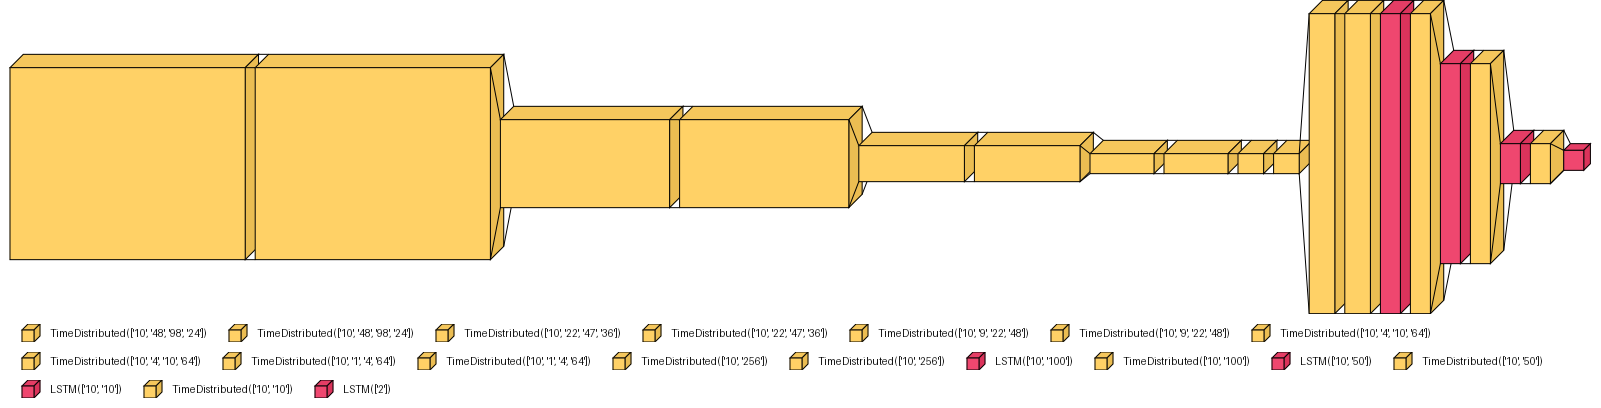 TimeDistributed(['10', '48', '98', '24']) TimeDistributed(['10', '48', '98', '24']) TimeDistributed(['10', '22', '47', '36']) TimeDistributed(['10', '22', '47', '36']) TimeDistributed(['10', '9', '22', '48']) TimeDistributed(['10', '9', '22', '48']) TimeDistributed(['10', '4', '10', '64'])
TimeDistributed(['10', '4', '10', '64']) TimeDistributed(['10', '1', '4', '64']) TimeDistributed(['10', '1', '4', '64']) TimeDistributed(['10', '256']) TimeDistributed(['10', '256']) LSTM(['10', '100']) TimeDistributed(['10', '100']) LSTM(['10', '50']) TimeDistributed(['10', '50'])
LSTM(['10', '10']) TimeDistributed(['10', '10']) LSTM(['2'])